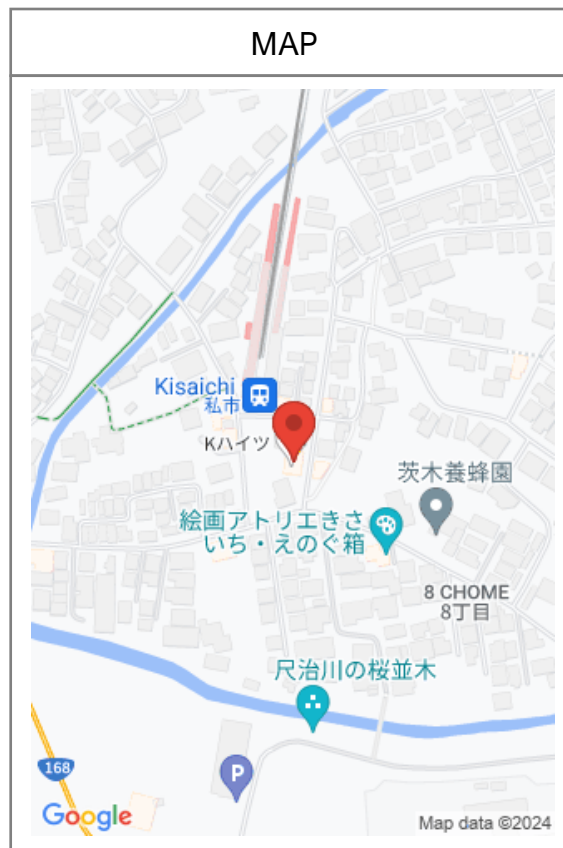 MAP
Kisaichi
私市
Kハイツ
茨木養蜂園
絵画アトリエきさ
いち・えのぐ箱
8 CHOME
8丁目
尺治川の桜並木
168
P
Google
Map data ©2024